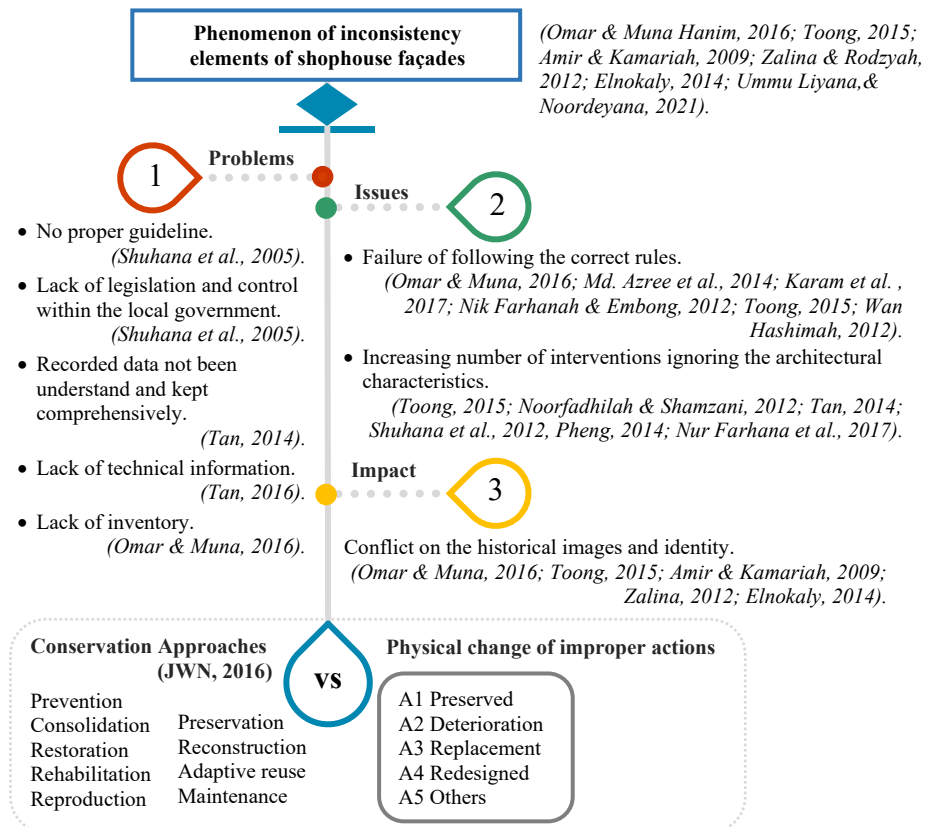 Phenomenon of inconsistency
elements of shophouse façades
(Omar & Muna Hanim, 2016; Toong, 2015;
Amir & Kamariah, 2009; Zalina & Rodzyah,
2012; Elnokaly, 2014; Ummu Liyana,&
Noordeyana, 2021).
1
Problems
• No proper guideline.
(Shuhana et al., 2005).
• Lack of legislation and control
within the local government.
(Shuhana et al., 2005).
• Recorded data not been
understand and kept
comprehensively.
(Tan, 2014).
• Lack of technical information.
(Tan, 2016).
• Lack of inventory.
(Omar & Muna, 2016).
Issues
2
• Failure of following the correct rules.
(Omar & Muna, 2016; Md. Azree et al., 2014; Karam et al. ,
2017; Nik Farhanah & Embong, 2012; Toong, 2015; Wan
Hashimah, 2012).
• Increasing number of interventions ignoring the architectural
characteristics.
(Toong, 2015; Noorfadhilah & Shamzani, 2012; Tan, 2014;
Shuhana et al., 2012, Pheng, 2014; Nur Farhana et al., 2017).
Impact
3
Conflict on the historical images and identity.
(Omar & Muna, 2016; Toong, 2015; Amir & Kamariah, 2009;
Zalina, 2012; Elnokaly, 2014).
Conservation Approaches
(JWN, 2016)
Prevention
Consolidation
Restoration
Rehabilitation
Reproduction
Preservation
Reconstruction
Adaptive reuse
Maintenance
vs
Physical change of improper actions
A1 Preserved
A2 Deterioration
A3 Replacement
A4 Redesigned
A5 Others